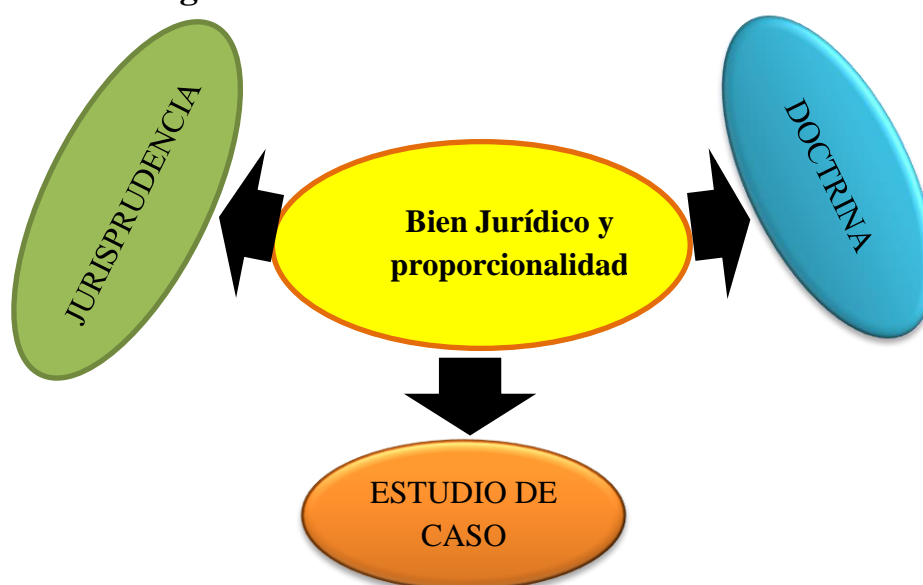 JURISPRUDENCIA
DOCTRINA
Bien Jurídico y
proporcionalidad
ESTUDIO DE
CASO